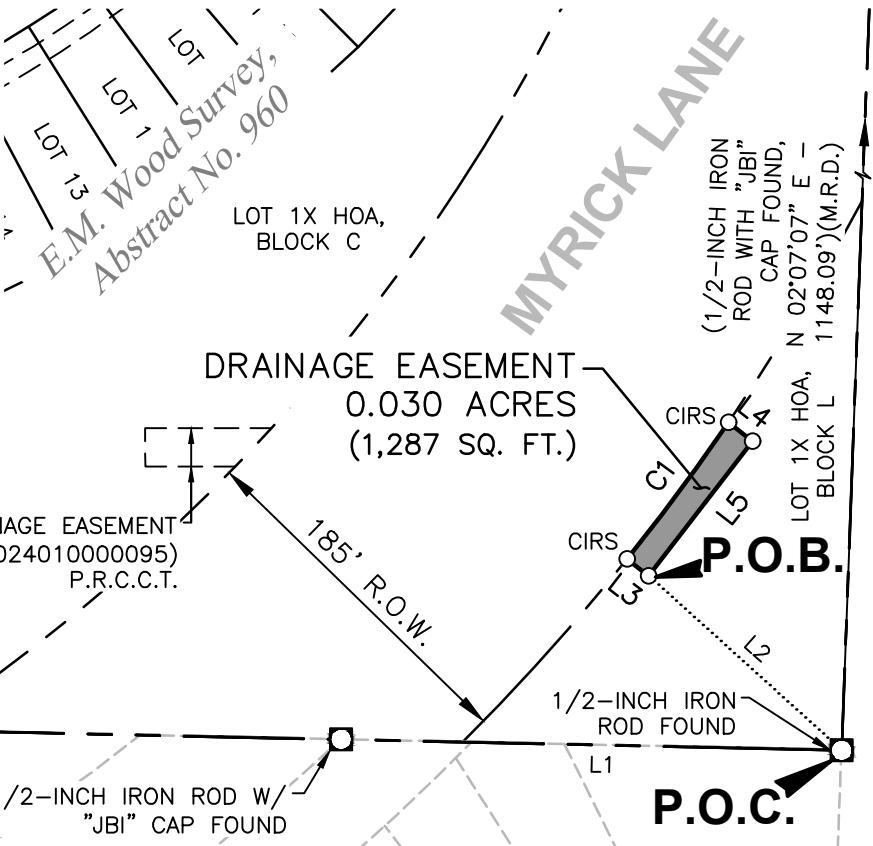 LOT
LOT 1
LOT 13
E.M. Wood Survey,
Abstract No. 960
LOT 1X HOA,
BLOCK C
MYRICK LANE
(1/2-INCH IRON
ROD WITH "JBI"
CAP FOUND,
N 02°07'07" E -
1148.09')(M.R.D.)
LOT 1X HOA,
BLOCK L
DRAINAGE EASEMENT
0.030 ACRES
(1,287 SQ. FT.)
CIRS
L4
C1
L5
CIRS
L3
P.O.B.
NAGE EASEMENT
024010000095)
P.R.C.C.T.
185' R.O.W.
L2
1/2-INCH IRON
ROD FOUND
L1
P.O.C.
/2-INCH IRON ROD W/
"JBI" CAP FOUND